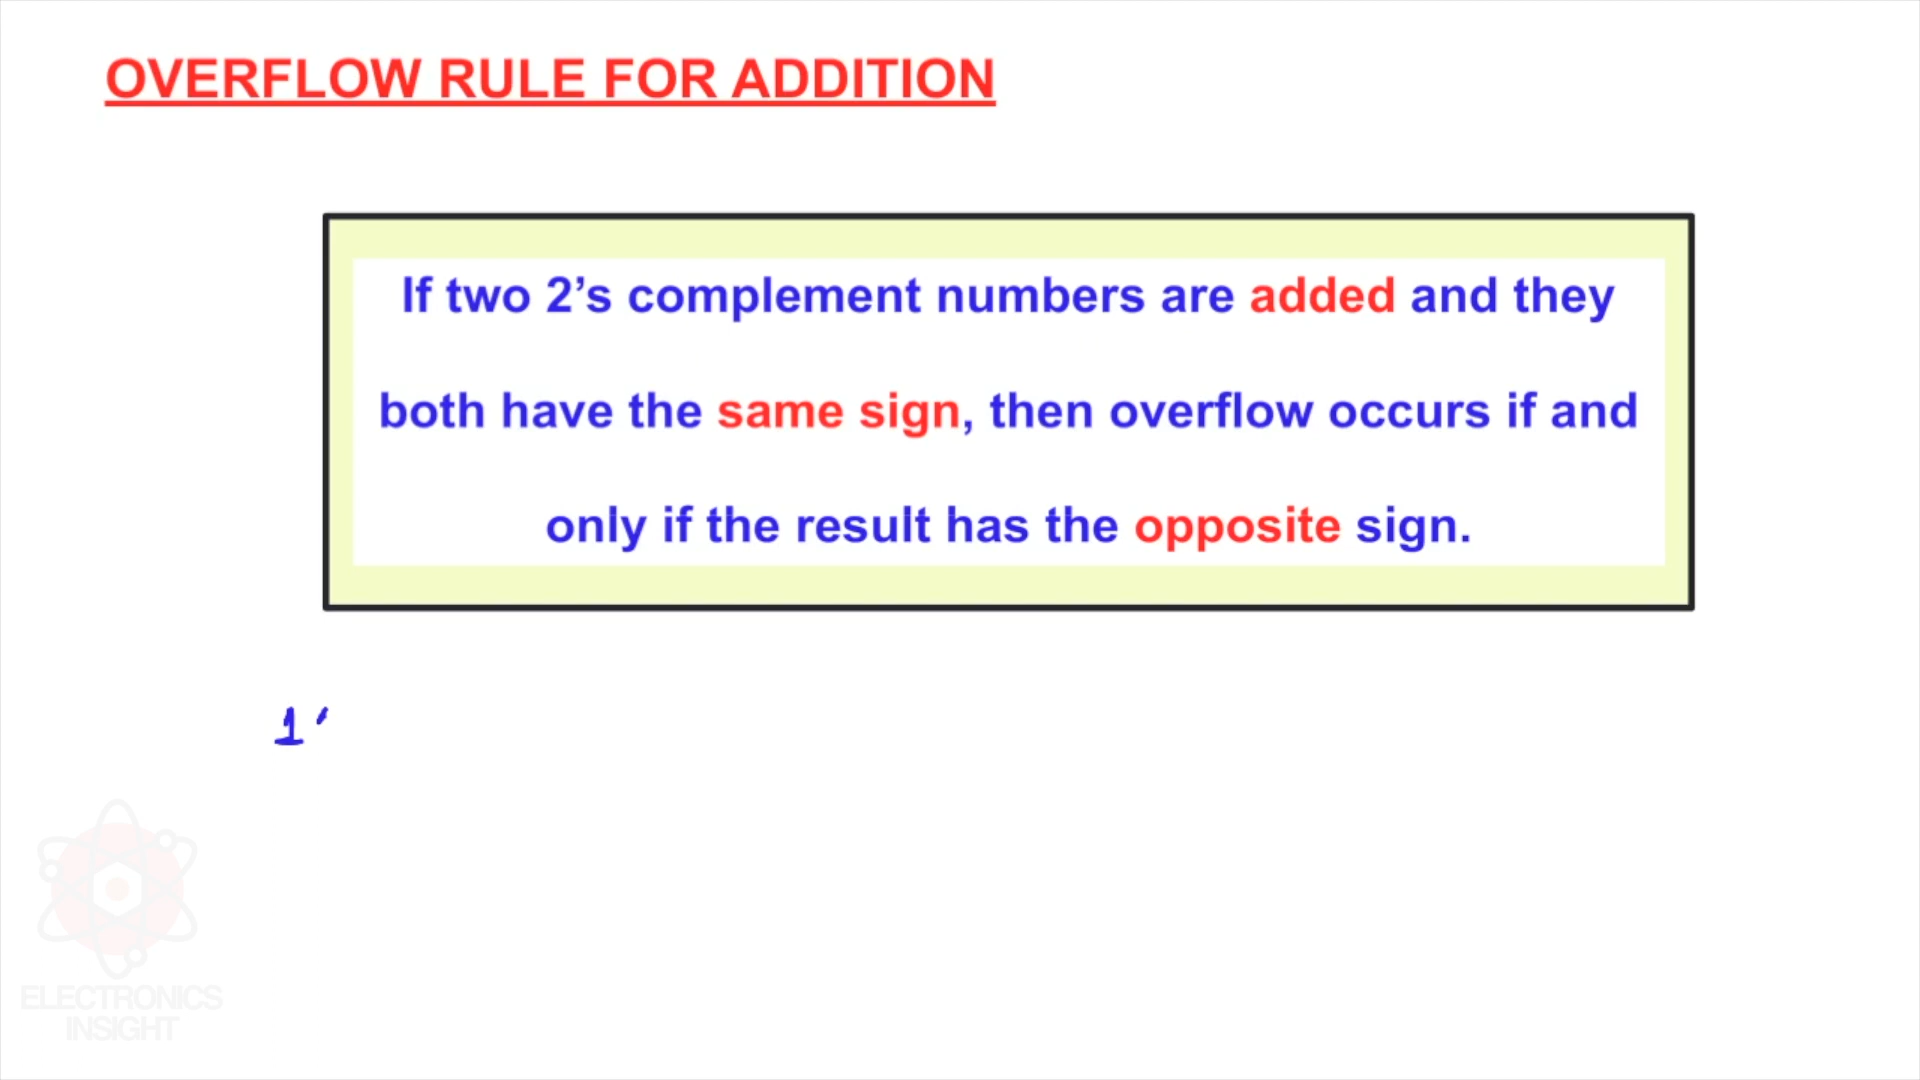 OVERFLOW RULE FOR ADDITION
If two 2’s complement numbers are added and they
both have the same sign, then overflow occurs if and
only if the result has the opposite sign.
1'
ELECTRONICS
INSIGHT